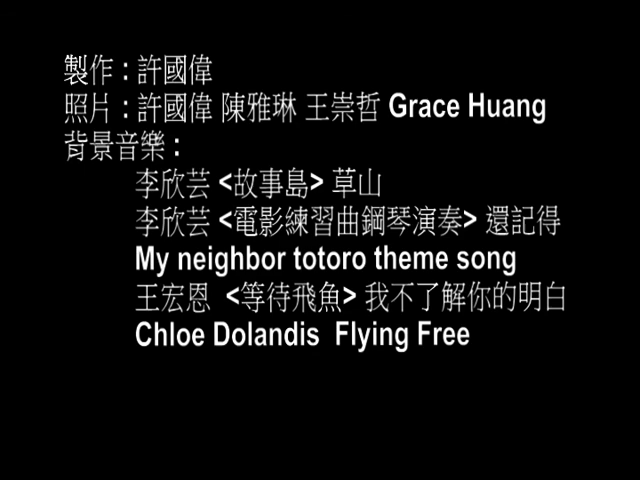 製作 : 許國偉
照片 : 許國偉 陳雅琳 王崇哲 Grace Huang
背景音樂 :
李欣芸 <故事島> 草山
李欣芸 <電影練習曲鋼琴演奏> 還記得
My neighbor totoro theme song
王宏恩 <等待飛魚> 我不了解你的明白
Chloe Dolandis Flying Free